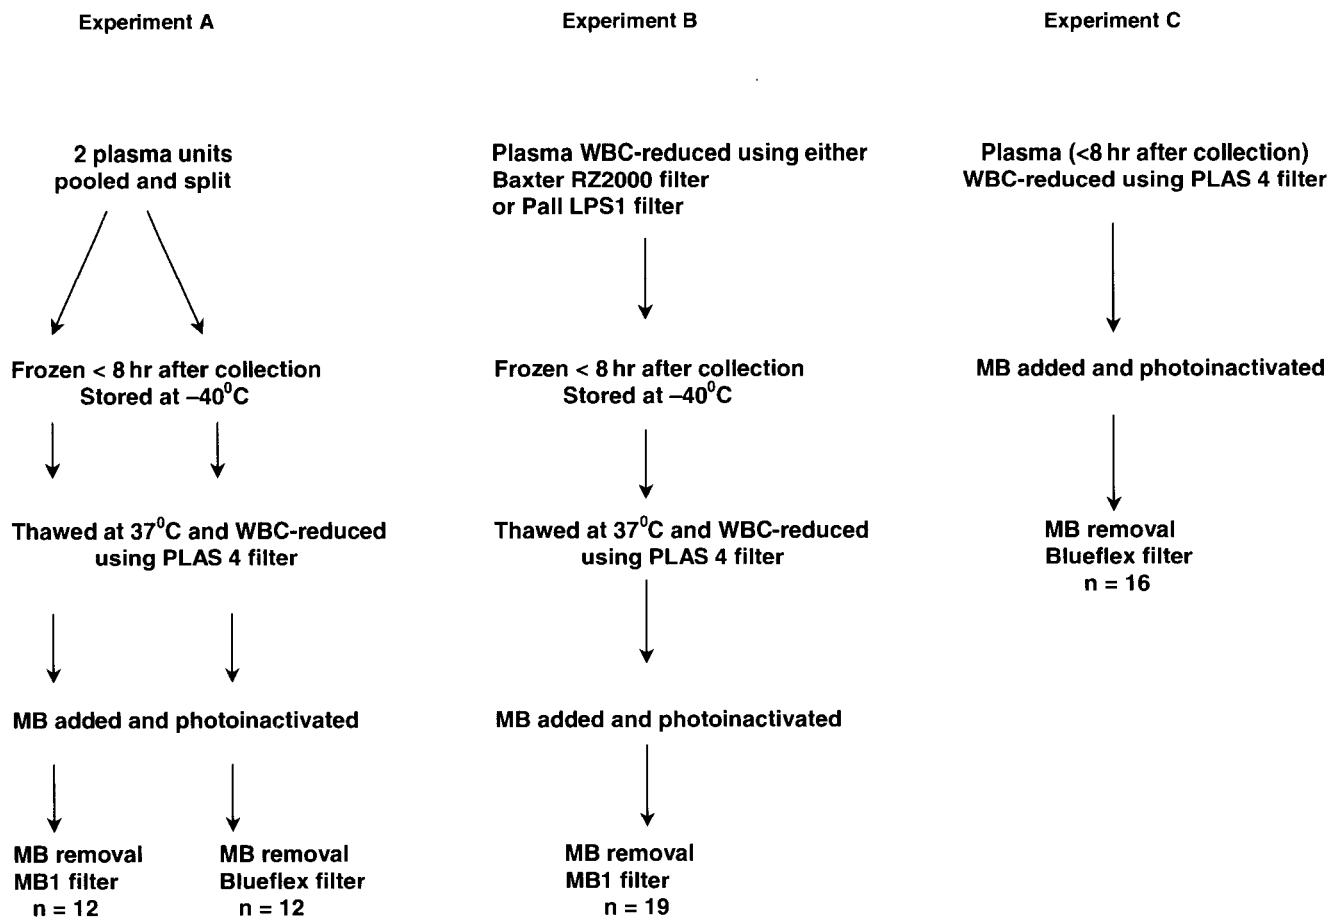 Experiment A
2 plasma units
pooled and split
Frozen < 8 hr after collection
Stored at –40⁰C
Thawed at 37⁰C and WBC-reduced
using PLAS 4 filter
MB added and photoinactivated
MB removal
MB1 filter
n = 12
MB removal
Blueflex filter
n = 12
Experiment B
Plasma WBC-reduced using either
Baxter RZ2000 filter
or Pall LPS1 filter
Frozen < 8 hr after collection
Stored at –40⁰C
Thawed at 37⁰C and WBC-reduced
using PLAS 4 filter
MB added and photoinactivated
MB removal
MB1 filter
n = 19
Experiment C
Plasma (<8 hr after collection)
WBC-reduced using PLAS 4 filter
MB added and photoinactivated
MB removal
Blueflex filter
n = 16